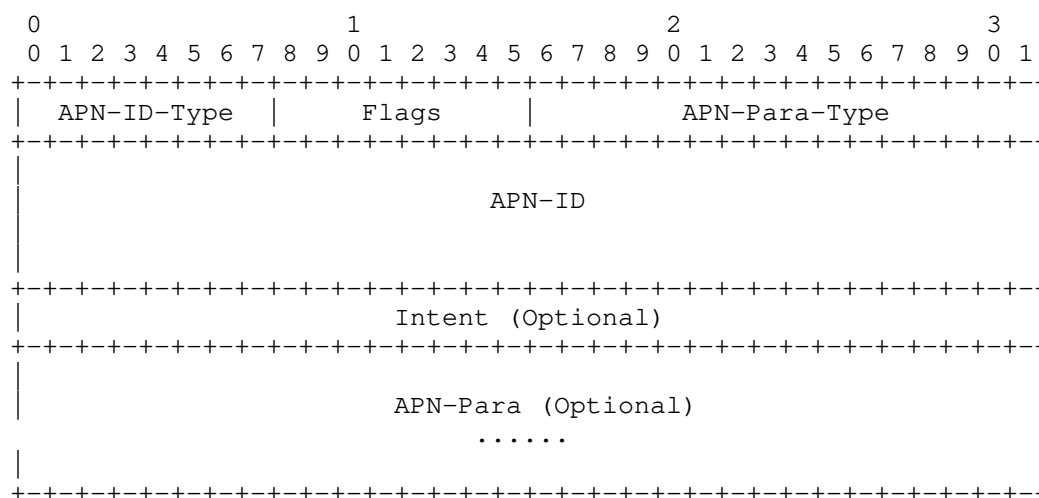 0                   1                   2                   3
 0 1 2 3 4 5 6 7 8 9 0 1 2 3 4 5 6 7 8 9 0 1 2 3 4 5 6 7 8 9 0 1
+-+-+-+-+-+-+-+-+-+-+-+-+-+-+-+-+-+-+-+-+-+-+-+-+-+-+-+-+-+-+-+-+
|  APN-ID-Type  |     Flags     |         APN-Para-Type
+-+-+-+-+-+-+-+-+-+-+-+-+-+-+-+-+-+-+-+-+-+-+-+-+-+-+-+-+-+-+-+-+
|
|                             APN-ID
|
|
+-+-+-+-+-+-+-+-+-+-+-+-+-+-+-+-+-+-+-+-+-+-+-+-+-+-+-+-+-+-+-+-+
|                       Intent (Optional)
+-+-+-+-+-+-+-+-+-+-+-+-+-+-+-+-+-+-+-+-+-+-+-+-+-+-+-+-+-+-+-+-+
|
|                       APN-Para (Optional)
                             ......
|
+-+-+-+-+-+-+-+-+-+-+-+-+-+-+-+-+-+-+-+-+-+-+-+-+-+-+-+-+-+-+-+-+